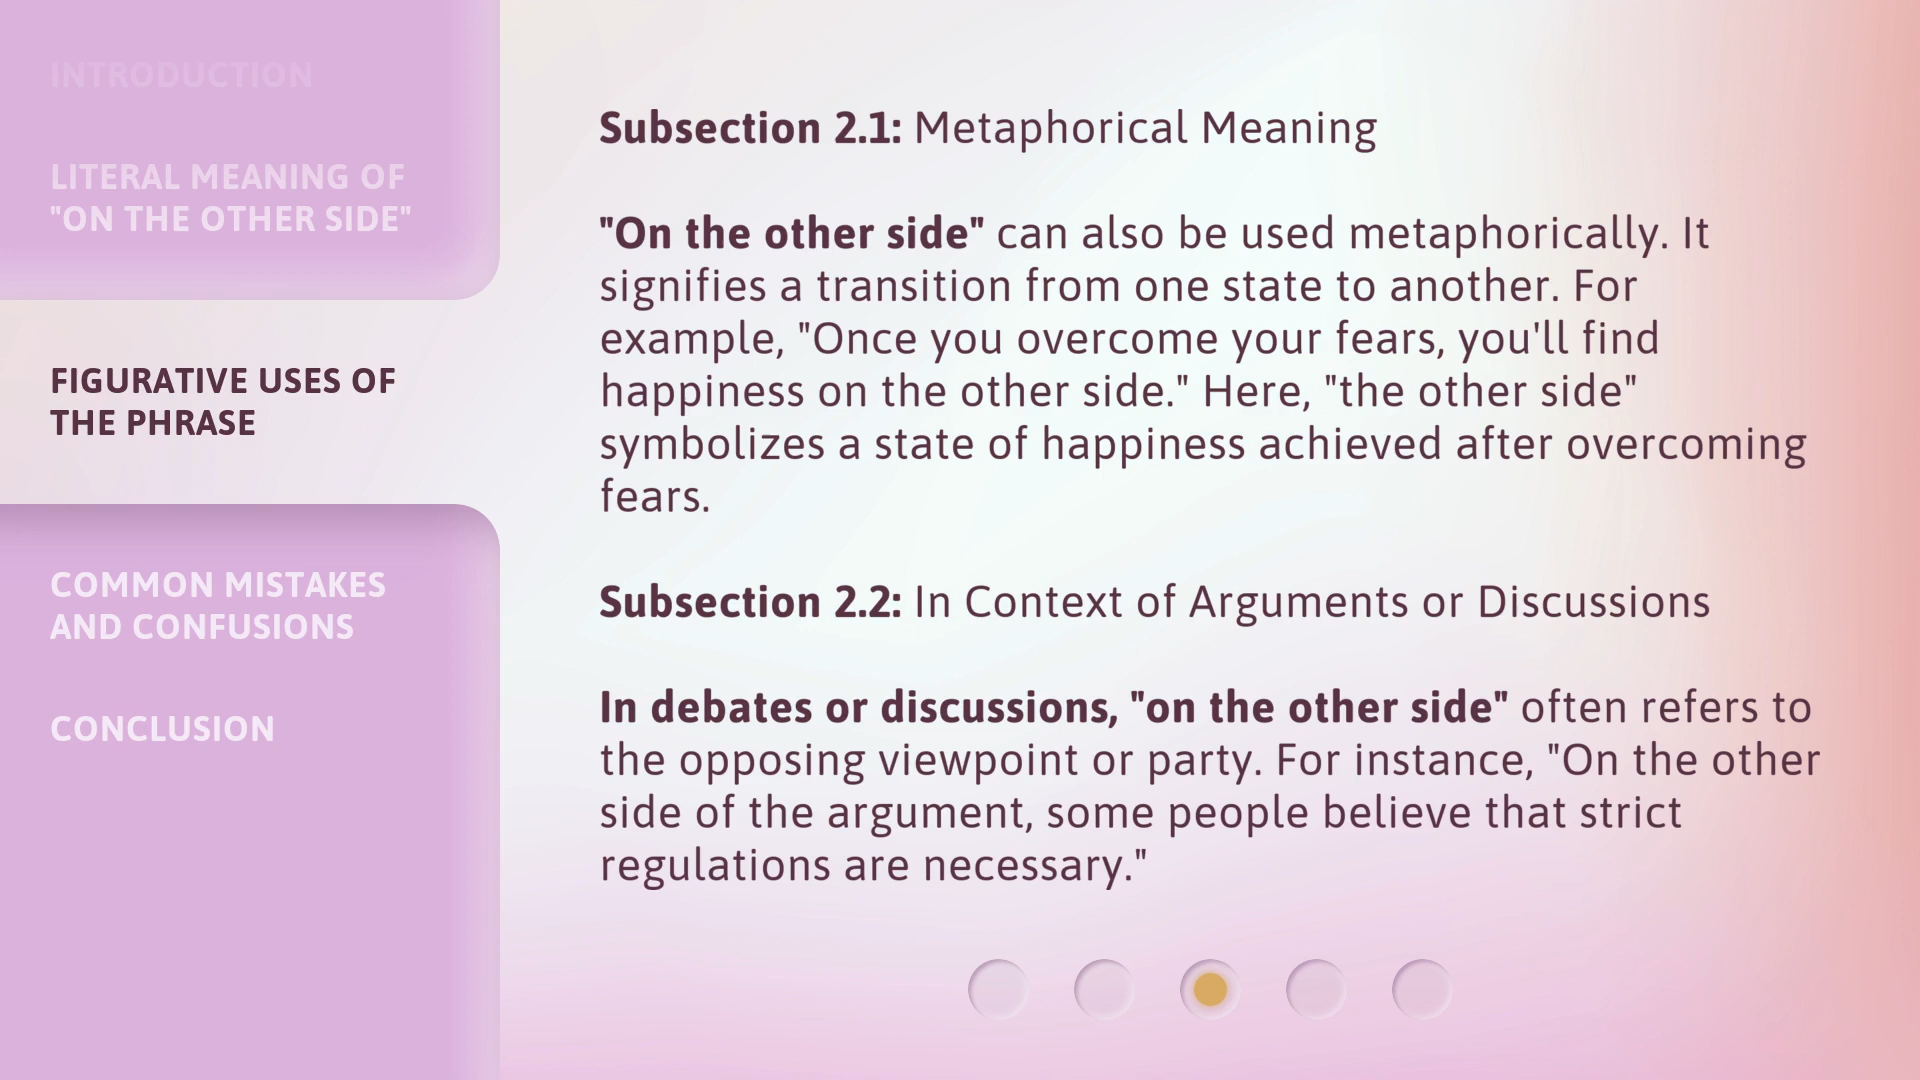 INTRODUCTION
LITERAL MEANING OF
"ON THE OTHER SIDE"
FIGURATIVE USES OF
THE PHRASE
COMMON MISTAKES
AND CONFUSIONS
CONCLUSION
Subsection 2.1: Metaphorical Meaning
"On the other side" can also be used metaphorically. It
signifies a transition from one state to another. For
example, "Once you overcome your fears, you'll find
happiness on the other side." Here, "the other side"
symbolizes a state of happiness achieved after overcoming
fears.
Subsection 2.2: In Context of Arguments or Discussions
In debates or discussions, "on the other side" often refers to
the opposing viewpoint or party. For instance, "On the other
side of the argument, some people believe that strict
regulations are necessary."